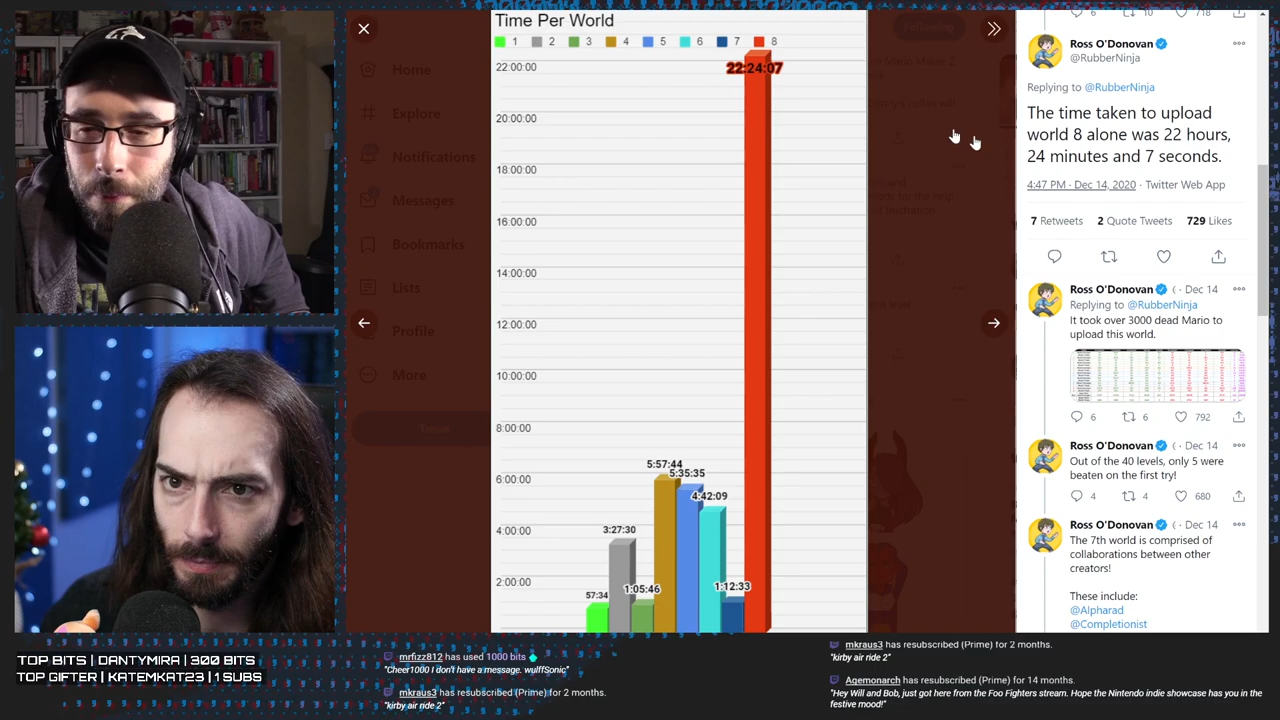 Time Per World
1 2 3 4 5 6 7 8
22:00:00
22:24:07
20:00:00
18:00:00
16:00:00
14:00:00
12:00:00
10:00:00
8:00:00
6:00:00
4:00:00
2:00:00
57:34
3:27:30
1:05:46
5:57:44
5:35:35
4:42:09
1:12:33
Home
Explore
Notifications
Messages
Bookmarks
Lists
Profile
More
Tweet
Following
6 10 718
Ross O'Donovan
@RubberNinja
Replying to @RubberNinja
The time taken to upload
world 8 alone was 22 hours,
24 minutes and 7 seconds.
4:47 PM · Dec 14, 2020 · Twitter Web App
7 Retweets 2 Quote Tweets 729 Likes
Ross O'Donovan ( · Dec 14
Replying to @RubberNinja
It took over 3000 dead Mario to
upload this world.
6 6 792
Ross O'Donovan ( · Dec 14
Out of the 40 levels, only 5 were
beaten on the first try!
4 4 680
Ross O'Donovan ( · Dec 14
The 7th world is comprised of
collaborations between other
creators!
These include:
@Alpharad
@Completionist
TOP BITS | DANTYMIRA | 300 BITS
TOP GIFTER | KATEMKAT23 | 1 SUBS
mrfizz812 has used 1000 bits
"Cheer1000 I don't have a message. wulffSonic"
mkraus3 has resubscribed (Prime) for 2 months.
"kirby air ride 2"
mkraus3 has resubscribed (Prime) for 2 months.
"kirby air ride 2"
Agemonarch has resubscribed (Prime) for 14 months.
"Hey Will and Bob, just got here from the Foo Fighters stream. Hope the Nintendo indie showcase has you in the
festive mood!"